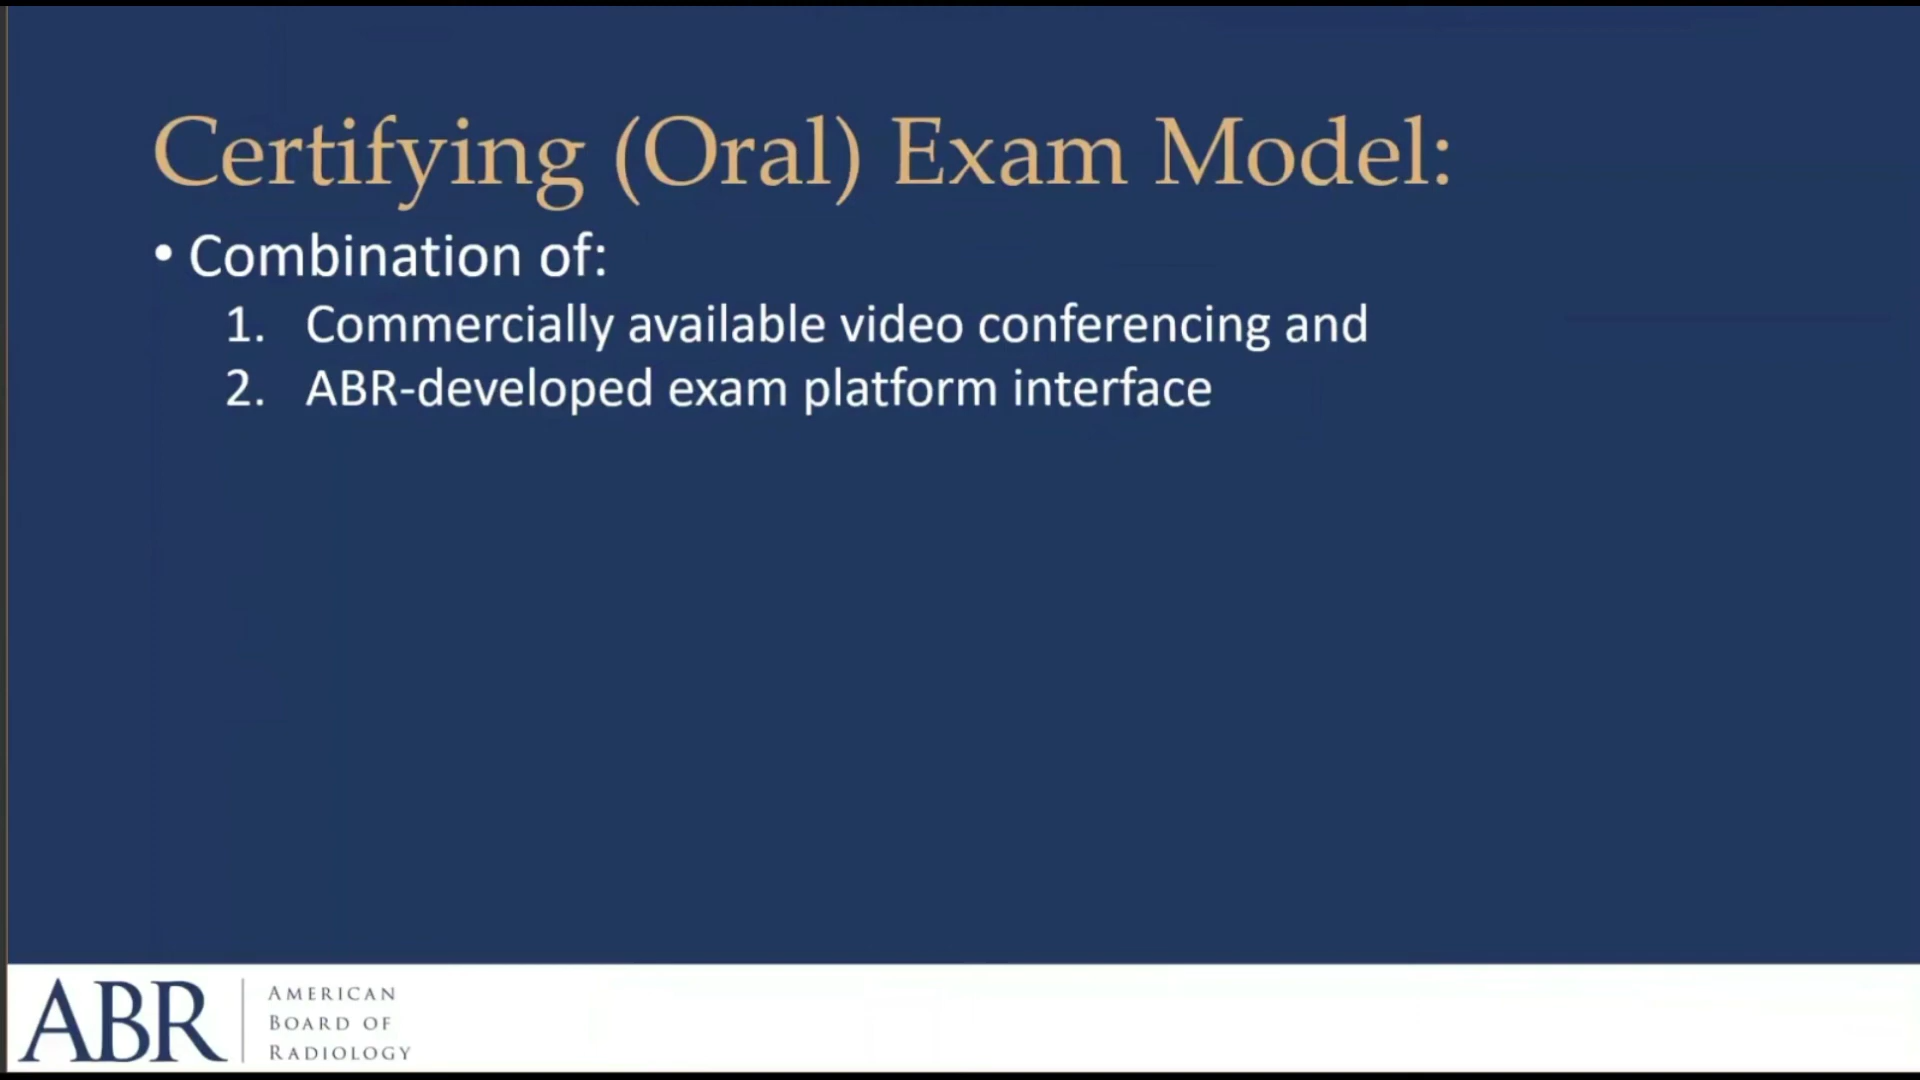 Certifying (Oral) Exam Model:
• Combination of:
1. Commercially available video conferencing and
2. ABR-developed exam platform interface
ABR
AMERICAN
BOARD OF
RADIOLOGY